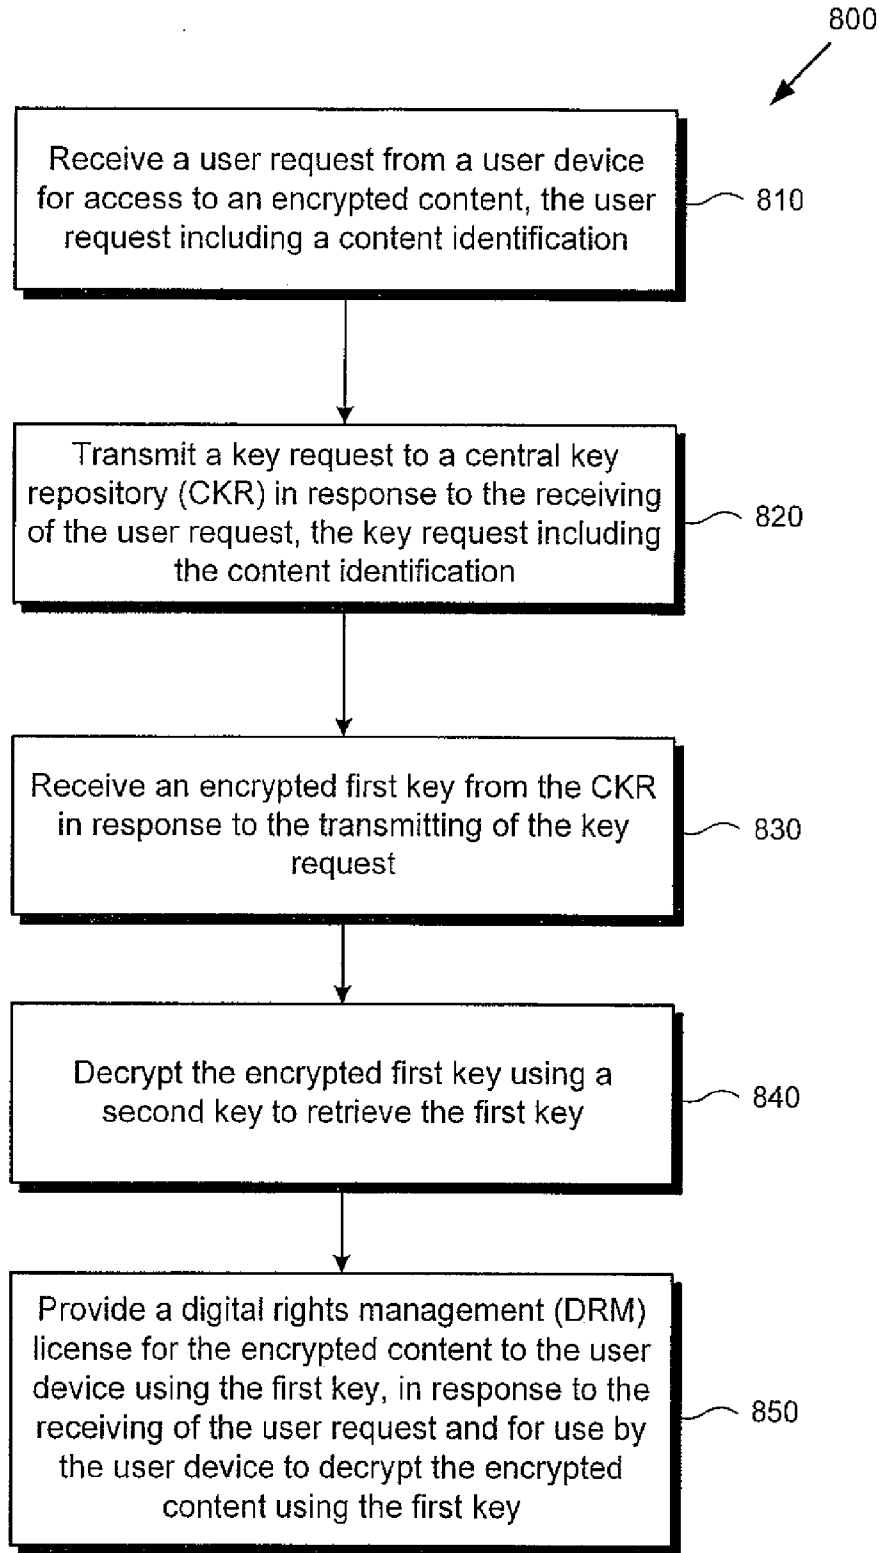 800
Receive a user request from a user device
for access to an encrypted content, the user
request including a content identification
810
Transmit a key request to a central key
repository (CKR) in response to the receiving
of the user request, the key request including
the content identification
820
Receive an encrypted first key from the CKR
in response to the transmitting of the key
request
830
Decrypt the encrypted first key using a
second key to retrieve the first key
840
Provide a digital rights management (DRM)
license for the encrypted content to the user
device using the first key, in response to the
receiving of the user request and for use by
the user device to decrypt the encrypted
content using the first key
850